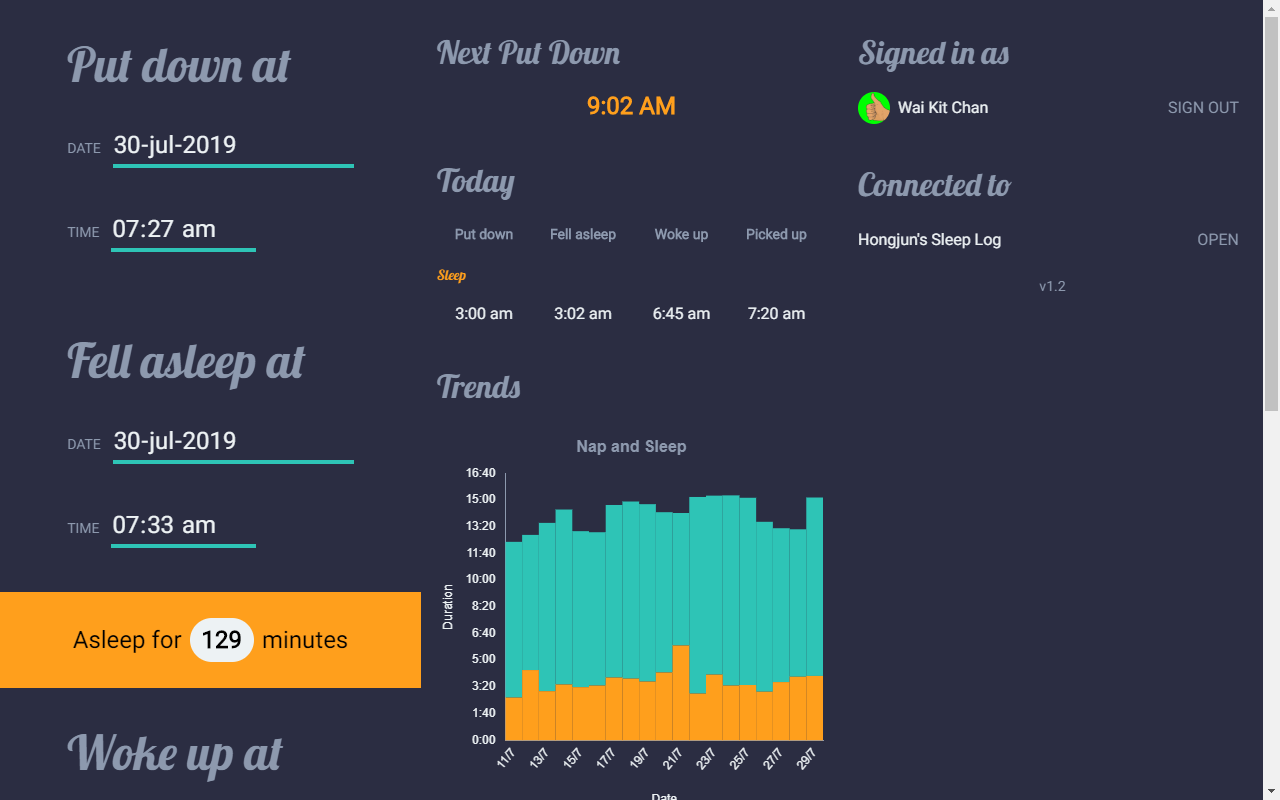 Put down at
DATE 30-jul-2019
TIME 07:27 am
Fell asleep at
DATE 30-jul-2019
TIME 07:33 am
Asleep for 129 minutes
Woke up at
Next Put Down
9:02 AM
Today
Put down Fell asleep Woke up Picked up
Sleep
3:00 am 3:02 am 6:45 am 7:20 am
Trends
Nap and Sleep
16:40
15:00
13:20
11:40
10:00
8:20
6:40
5:00
3:20
1:40
0:00
Duration
11/7 13/7 15/7 17/7 19/7 21/7 23/7 25/7 27/7 29/7
Date
Signed in as
Wai Kit Chan SIGN OUT
Connected to
Hongjun's Sleep Log OPEN
v1.2